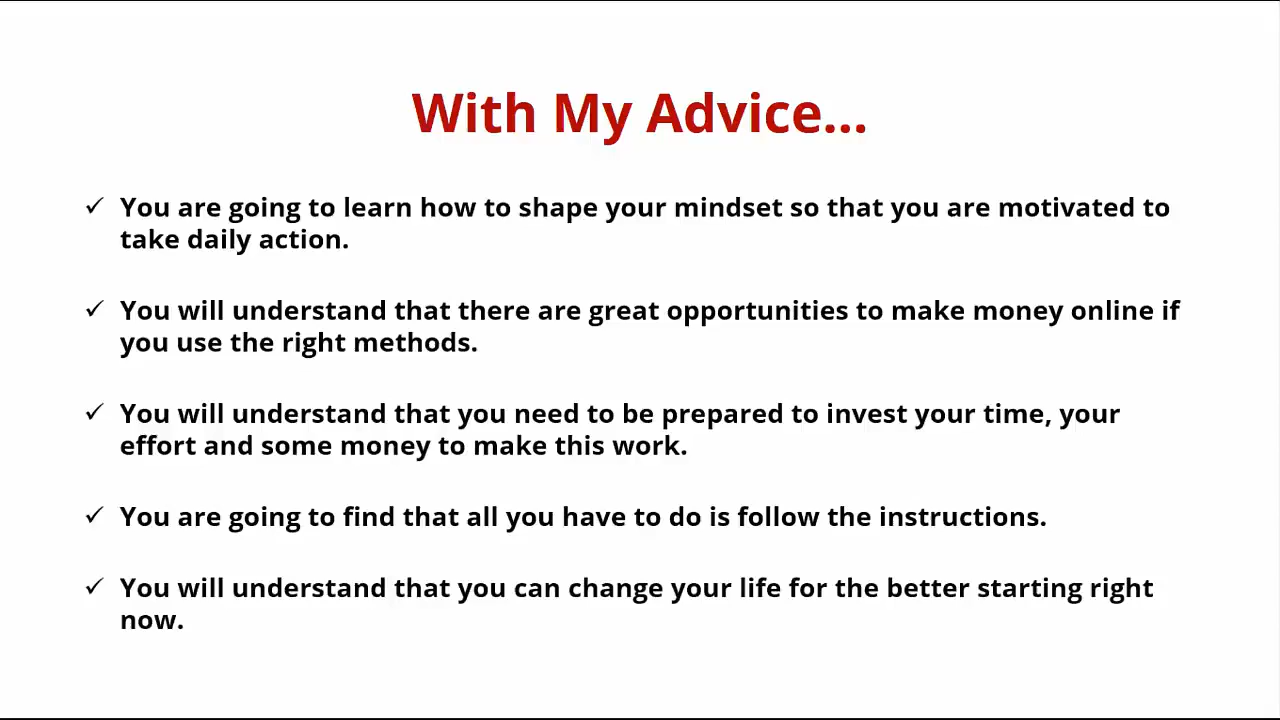 With My Advice...
✓ You are going to learn how to shape your mindset so that you are motivated to
take daily action.
✓ You will understand that there are great opportunities to make money online if
you use the right methods.
✓ You will understand that you need to be prepared to invest your time, your
effort and some money to make this work.
✓ You are going to find that all you have to do is follow the instructions.
✓ You will understand that you can change your life for the better starting right
now.